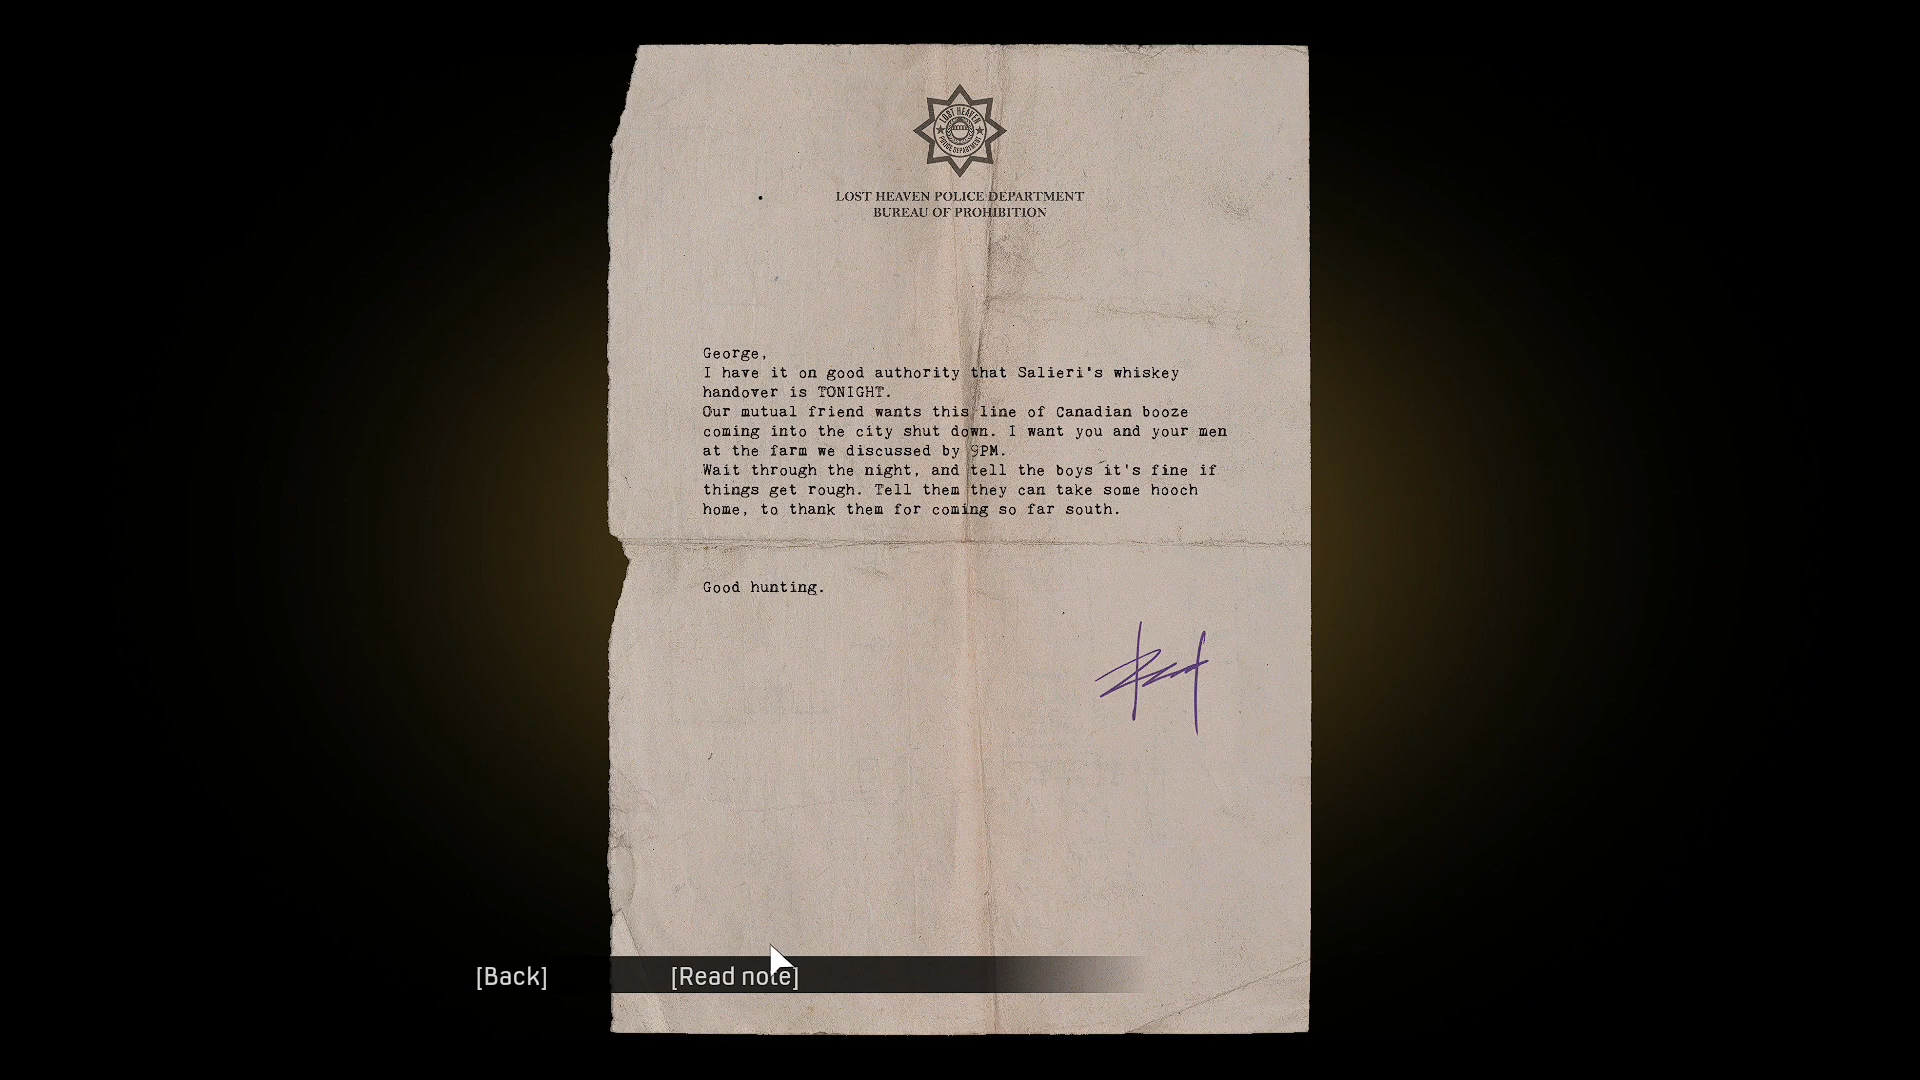 LOST HEAVEN
POLICE DEPARTMENT
LOST HEAVEN POLICE DEPARTMENT
BUREAU OF PROHIBITION
George,
I have it on good authority that Salieri's whiskey
handover is TONIGHT.
Our mutual friend wants this line of Canadian booze
coming into the city shut down. I want you and your men
at the farm we discussed by 9PM.
Wait through the night, and tell the boys it's fine if
things get rough. Tell them they can take some hooch
home, to thank them for coming so far south.
Good hunting.
[Back] [Read note]